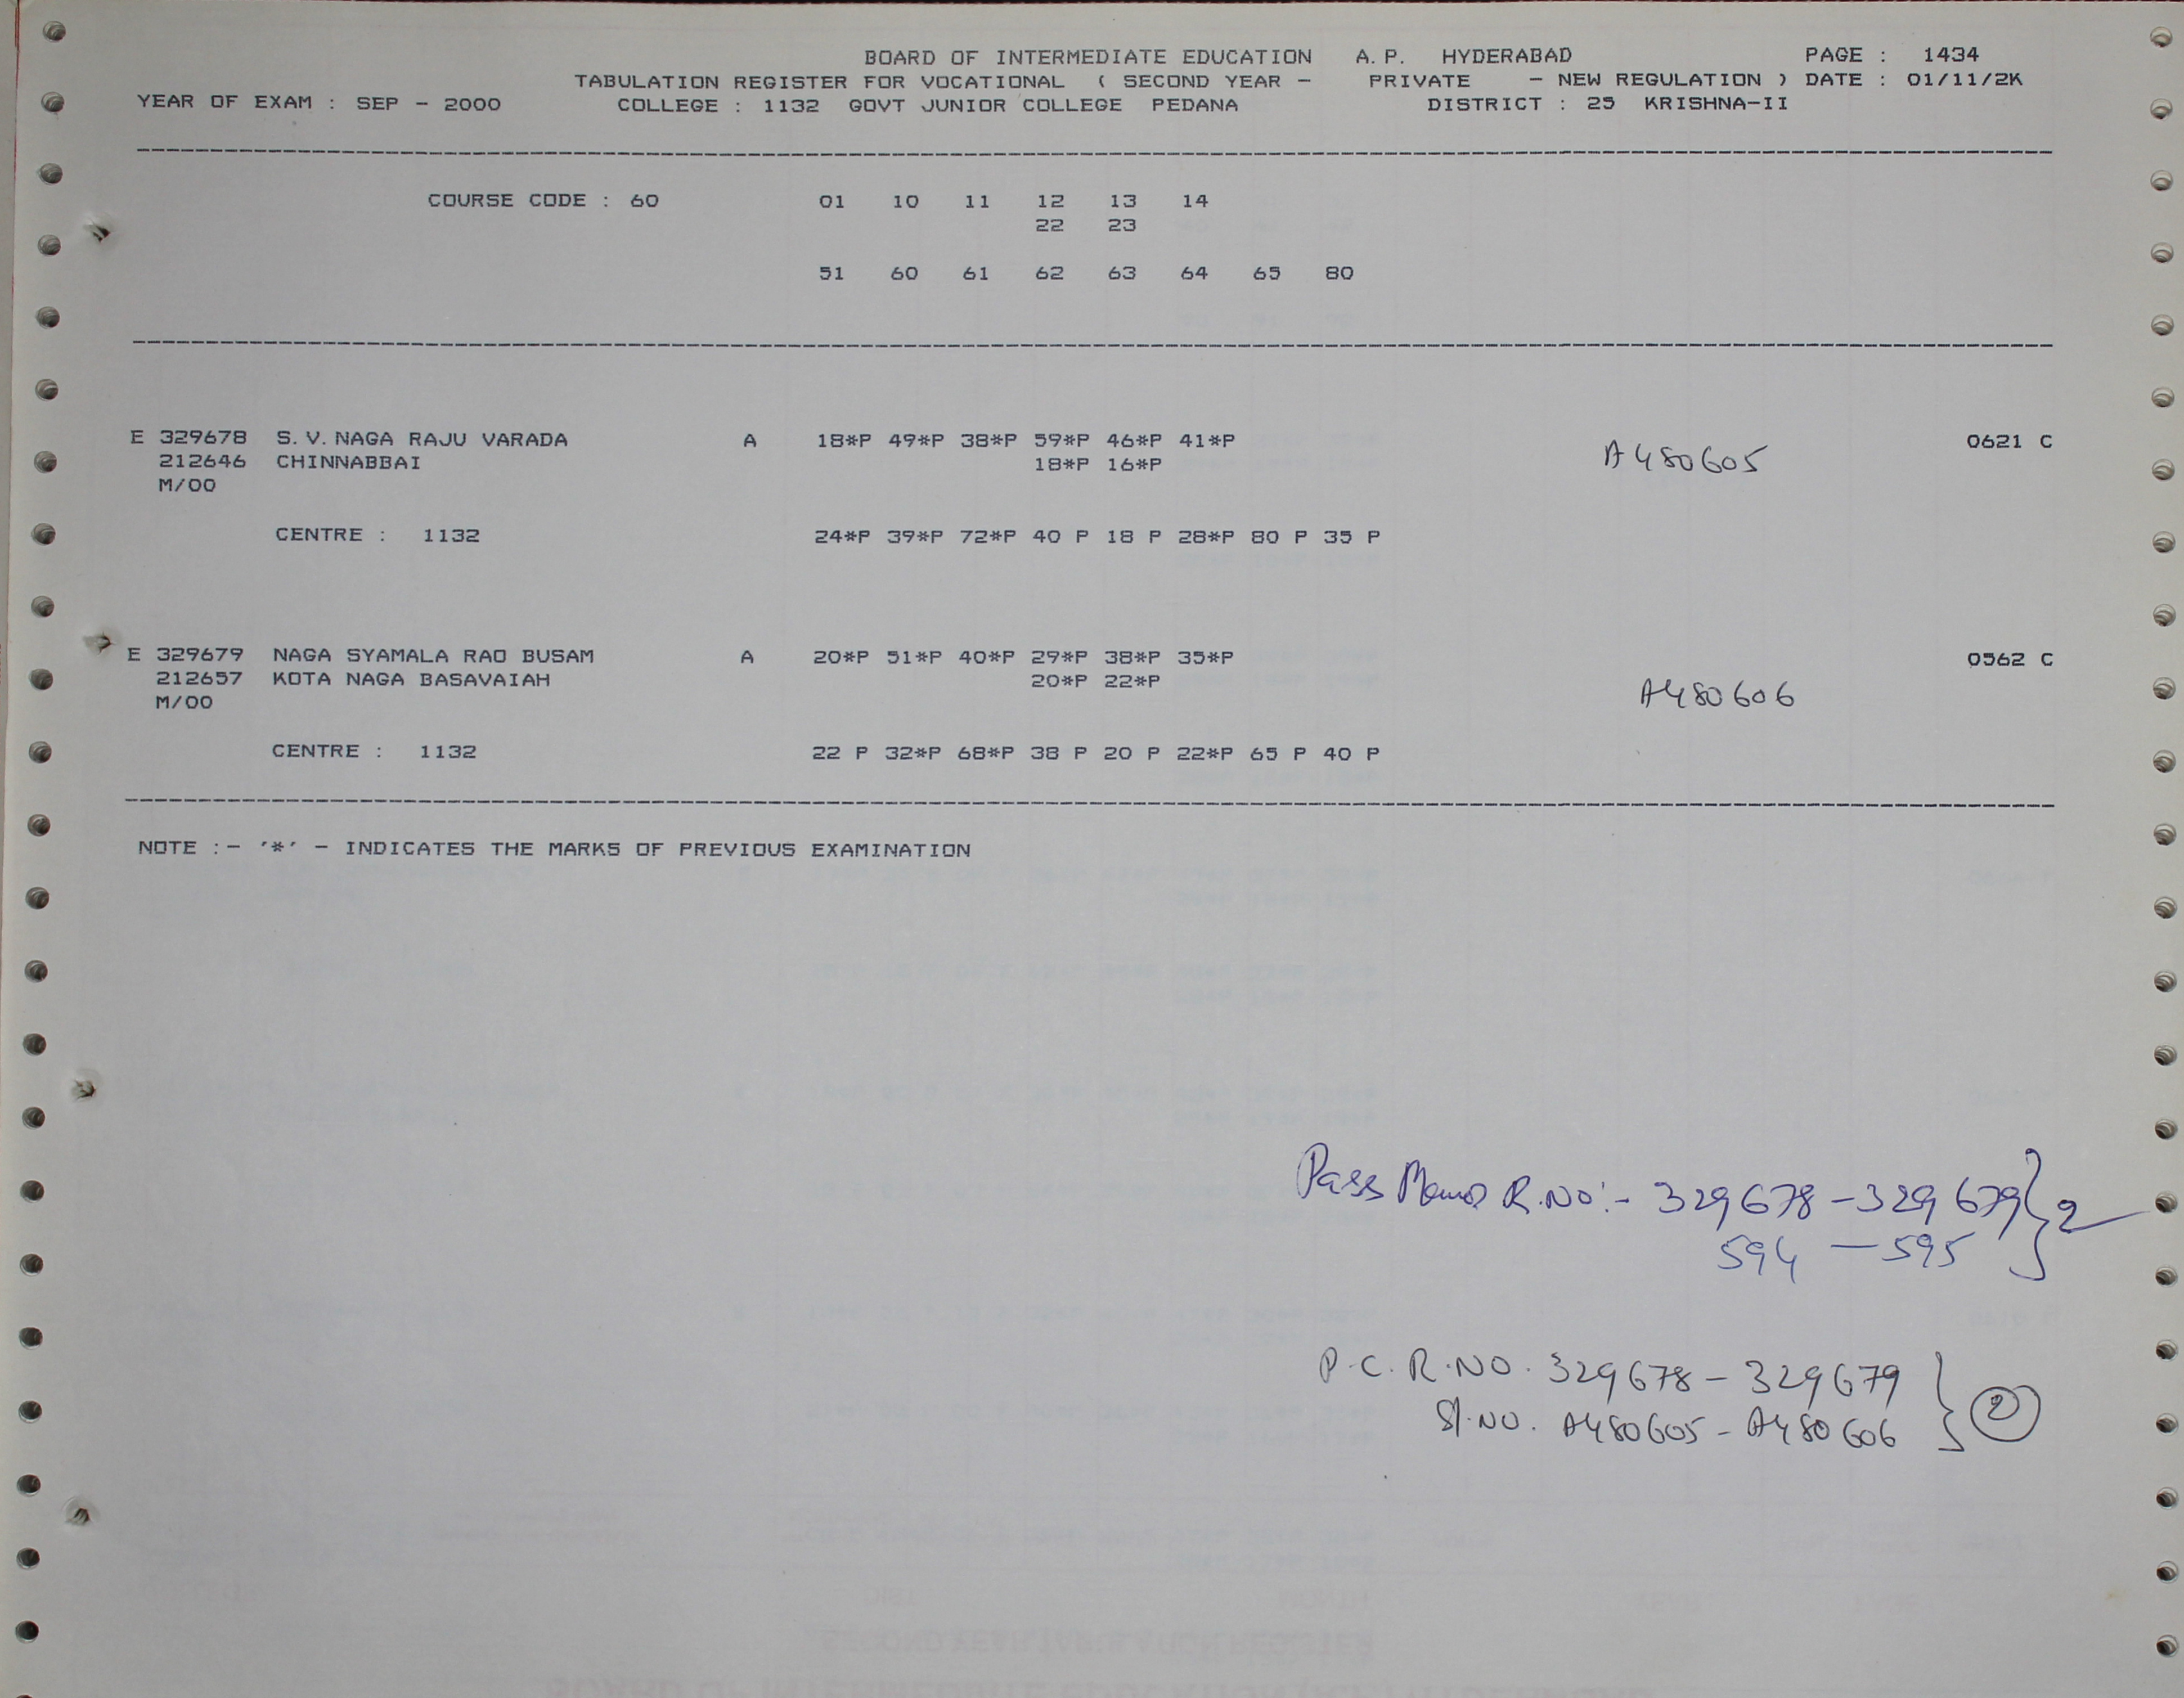 BOARD OF INTERMEDIATE EDUCATION A.P. HYDERABAD PAGE : 1434
TABULATION REGISTER FOR VOCATIONAL ( SECOND YEAR - PRIVATE - NEW REGULATION ) DATE : 01/11/2K
YEAR OF EXAM : SEP - 2000 COLLEGE : 1132 GOVT JUNIOR COLLEGE PEDANA DISTRICT : 25 KRISHNA-II
COURSE CODE : 60 01 10 11 12 13 14
22 23
51 60 61 62 63 64 65 80
E 329678 S.V.NAGA RAJU VARADA A 18*P 49*P 38*P 59*P 46*P 41*P 0621 C
212646 CHINNABBAI 18*P 16*P A480605
M/00
CENTRE : 1132 24*P 39*P 72*P 40 P 18 P 28*P 80 P 35 P
E 329679 NAGA SYAMALA RAO BUSAM A 20*P 51*P 40*P 29*P 38*P 35*P 0562 C
212657 KOTA NAGA BASAVAIAH 20*P 22*P A480606
M/00
CENTRE : 1132 22 P 32*P 68*P 38 P 20 P 22*P 65 P 40 P
NOTE :- '*' - INDICATES THE MARKS OF PREVIOUS EXAMINATION
Pass Memo R.NO:- 329678-329679 } 2
594 - 595
P.C. R.NO. 329678 - 329679 } 2
Sl.NO. A480605 - A480606